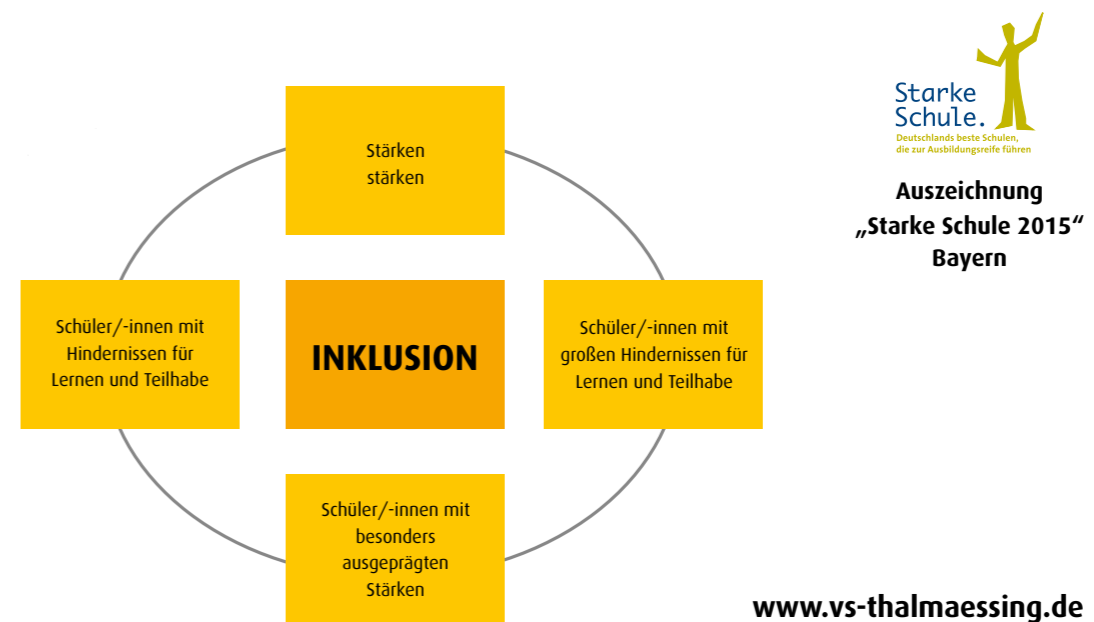 Starke
Schule.
Deutschlands beste Schulen,
die zur Ausbildungsreife führen
Auszeichnung
„Starke Schule 2015“
Bayern
Stärken
stärken
Schüler/-innen mit
Hindernissen für
Lernen und Teilhabe
INKLUSION
Schüler/-innen mit
großen Hindernissen für
Lernen und Teilhabe
Schüler/-innen mit
besonders
ausgeprägten
Stärken
www.vs-thalmaessing.de